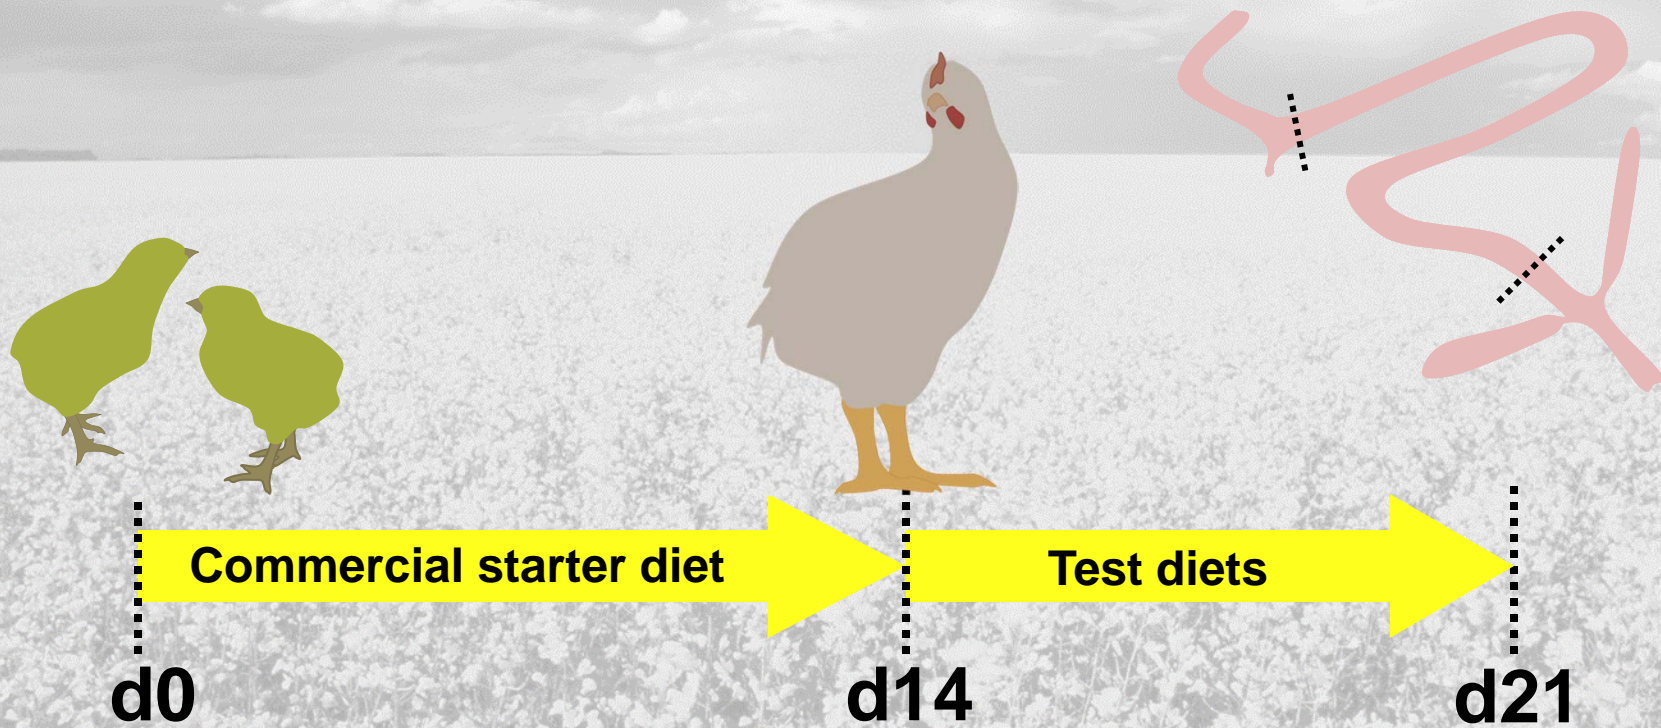 Commercial starter diet
Test diets
d0
d14
d21